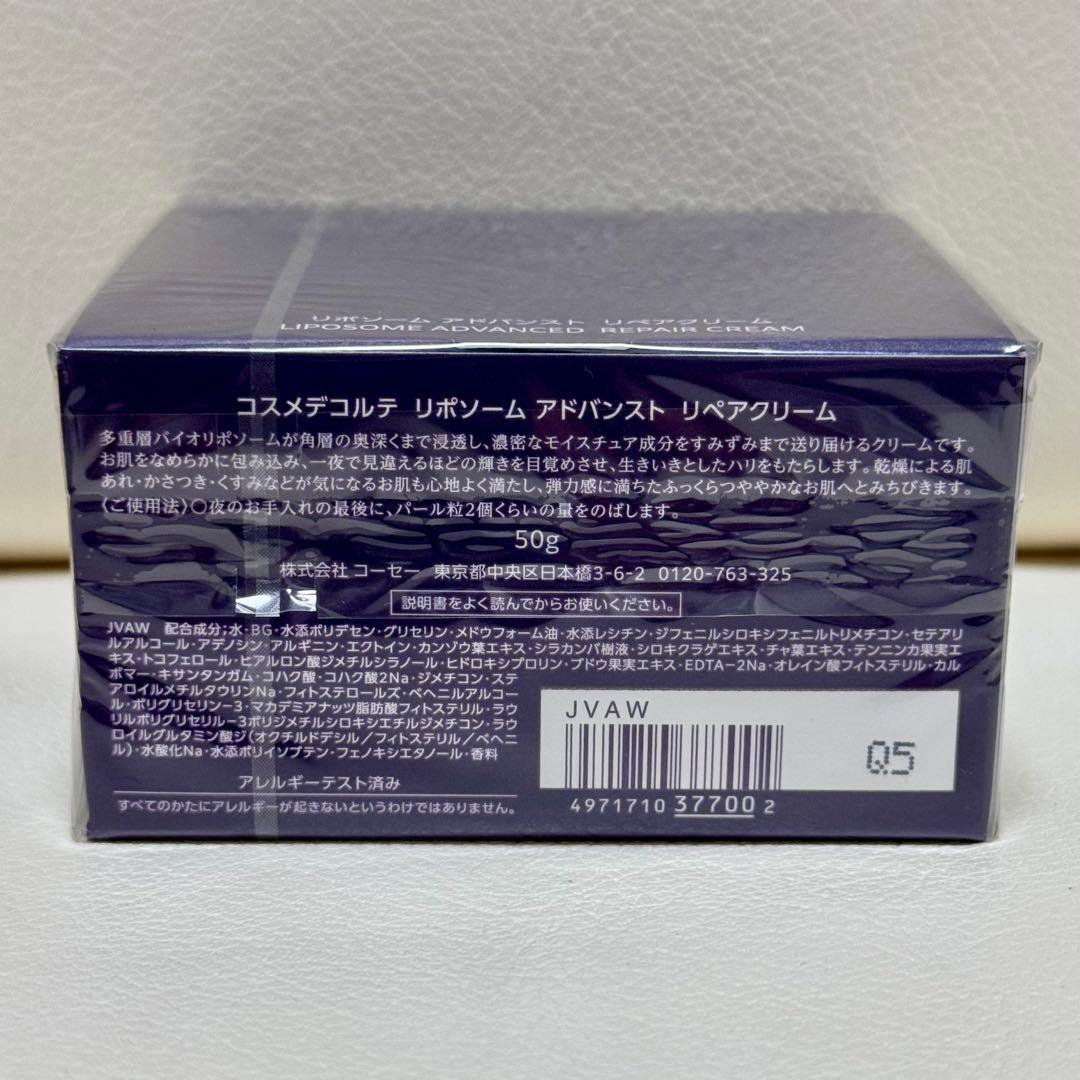 リポソーム アドバンスト リペアクリーム
LIPOSOME ADVANCED REPAIR CREAM
コスメデコルテ リポソーム アドバンスト リペアクリーム
多重層バイオリポソームが角層の奥深くまで浸透し、濃密なモイスチュア成分をすみずみまで送り届けるクリームです。
お肌をなめらかに包み込み、一夜で見違えるほどの輝きを目覚めさせ、生きいきとしたハリをもたらします。乾燥による肌
あれ・かさつき・くすみなどが気になるお肌も心地よく満たし、弾力感に満ちたふっくらつややかなお肌へとみちびきます。
〈ご使用法〉○夜のお手入れの最後に、パール粒2個くらいの量をのばします。
50g
株式会社 コーセー 東京都中央区日本橋3-6-2 0120-763-325
説明書をよく読んでからお使いください。
JVAW 配合成分;水・BG・水添ポリデセン・グリセリン・メドウフォーム油・水添レシチン・ジフェニルシロキシフェニルトリメチコン・セテアリ
ルアルコール・アデノシン・アルギニン・エクトイン・カンゾウ葉エキス・シラカンバ樹液・シロキクラゲエキス・チャ葉エキス・テンニンカ果実エ
キス・トコフェロール・ヒアルロン酸ジメチルシラノール・ヒドロキシプロリン・ブドウ果実エキス・EDTA-2Na・オレイン酸フィトステリル・カル
ボマー・キサンタンガム・コハク酸・コハク酸2Na・ジメチコン・ステ
アロイルメチルタウリンNa・フィトステロールズ・ベヘニルアルコー
ル・ポリグリセリン-3・マカデミアナッツ脂肪酸フィトステリル・ラウ
リルポリグリセリル-3ポリジメチルシロキシエチルジメチコン・ラウ
ロイルグルタミン酸ジ(オクチルドデシル/フィトステリル/ベヘニ
ル)・水酸化Na・水添ポリイソブテン・フェノキシエタノール・香料
アレルギーテスト済み
すべてのかたにアレルギーが起きないというわけではありません。
JVAW
Q5
4971710 37700 2